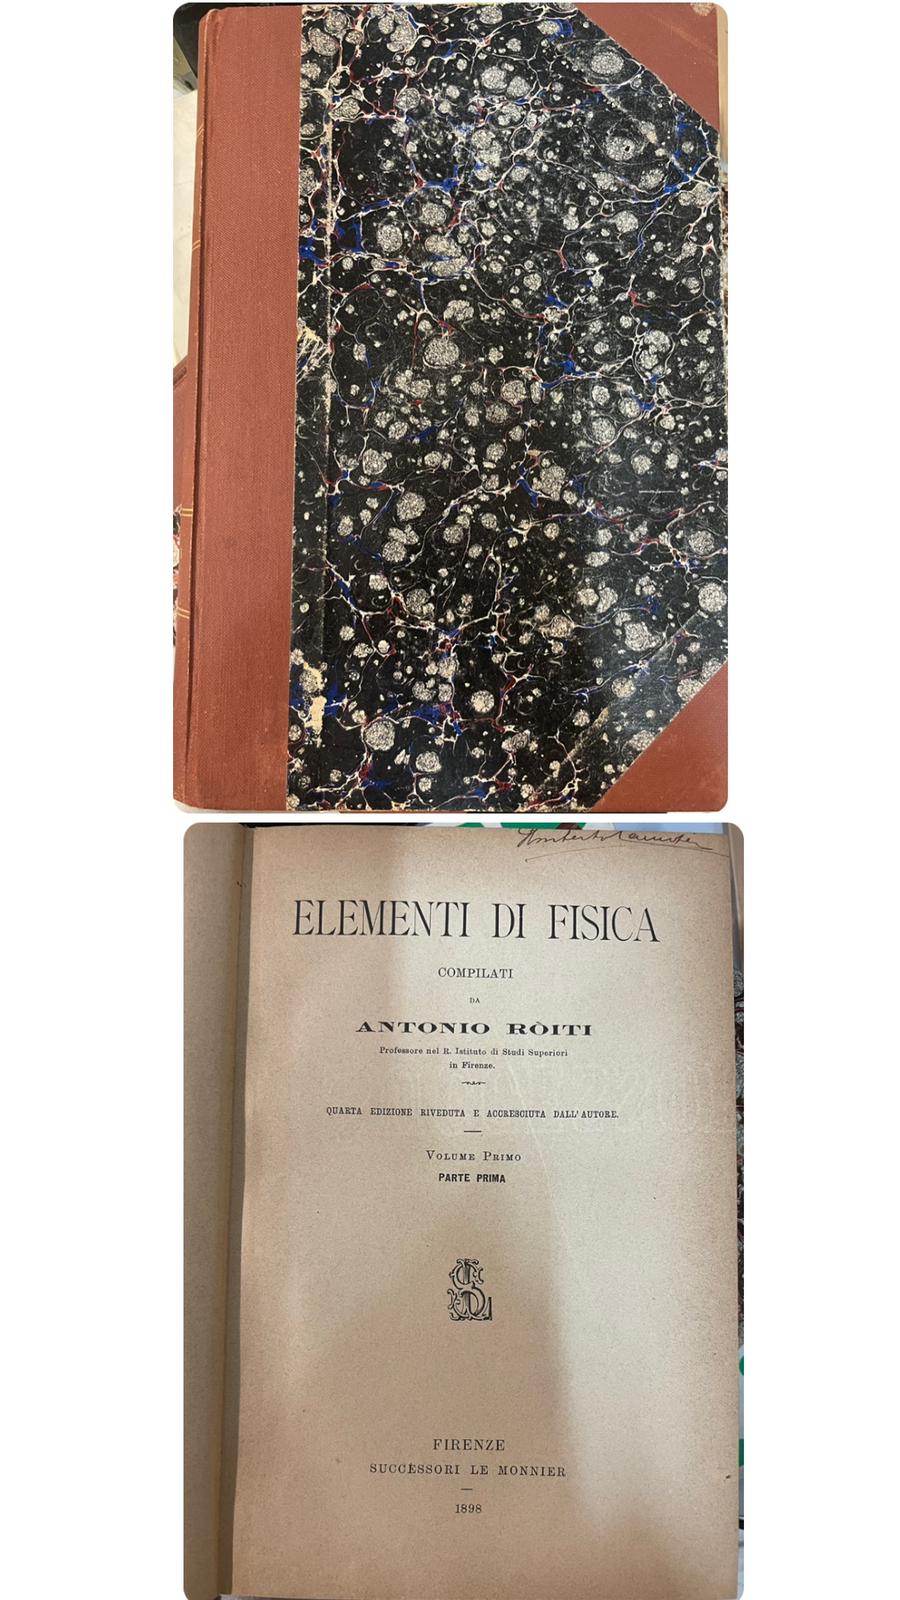 ELEMENTI DI FISICA
COMPILATI
DA
ANTONIO RÒITI
Professore nel R. Istituto di Studi Superiori
in Firenze.
QUARTA EDIZIONE RIVEDUTA E ACCRESCIUTA DALL'AUTORE.
VOLUME PRIMO
PARTE PRIMA
FIRENZE
SUCCESSORI LE MONNIER
1898